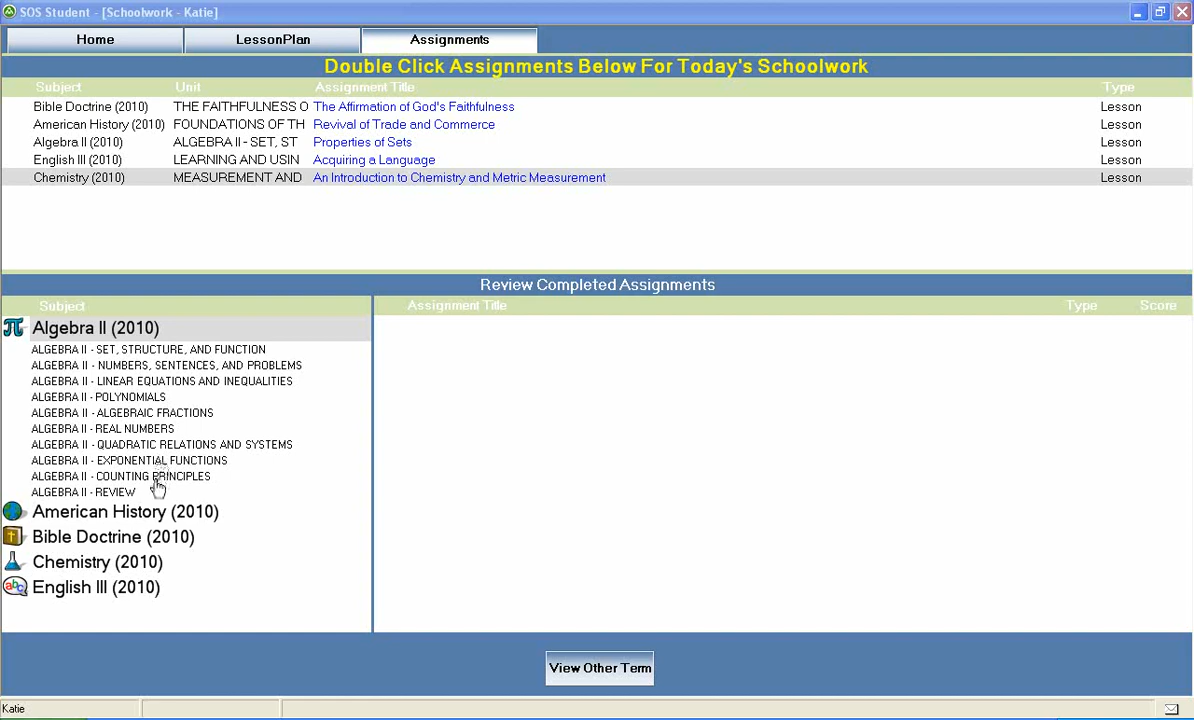 SOS Student - [Schoolwork - Katie]
Home LessonPlan Assignments
Double Click Assignments Below For Today's Schoolwork
Subject Unit Assignment Title Type
Bible Doctrine (2010) THE FAITHFULNESS O The Affirmation of God's Faithfulness Lesson
American History (2010) FOUNDATIONS OF TH Revival of Trade and Commerce Lesson
Algebra II (2010) ALGEBRA II - SET, ST Properties of Sets Lesson
English III (2010) LEARNING AND USIN Acquiring a Language Lesson
Chemistry (2010) MEASUREMENT AND An Introduction to Chemistry and Metric Measurement Lesson
Review Completed Assignments
Subject Assignment Title Type Score
Algebra II (2010)
ALGEBRA II - SET, STRUCTURE, AND FUNCTION
ALGEBRA II - NUMBERS, SENTENCES, AND PROBLEMS
ALGEBRA II - LINEAR EQUATIONS AND INEQUALITIES
ALGEBRA II - POLYNOMIALS
ALGEBRA II - ALGEBRAIC FRACTIONS
ALGEBRA II - REAL NUMBERS
ALGEBRA II - QUADRATIC RELATIONS AND SYSTEMS
ALGEBRA II - EXPONENTIAL FUNCTIONS
ALGEBRA II - COUNTING PRINCIPLES
ALGEBRA II - REVIEW
American History (2010)
Bible Doctrine (2010)
Chemistry (2010)
abc English III (2010)
View Other Term
Katie